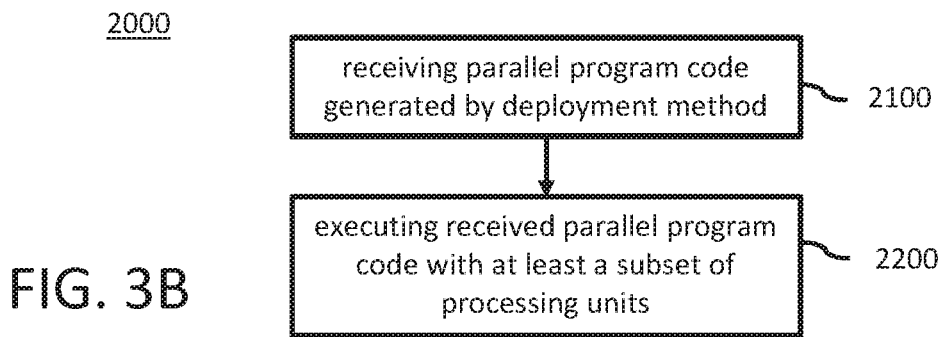 2000
receiving parallel program code
generated by deployment method
2100
executing received parallel program
code with at least a subset of
processing units
2200
FIG. 3B